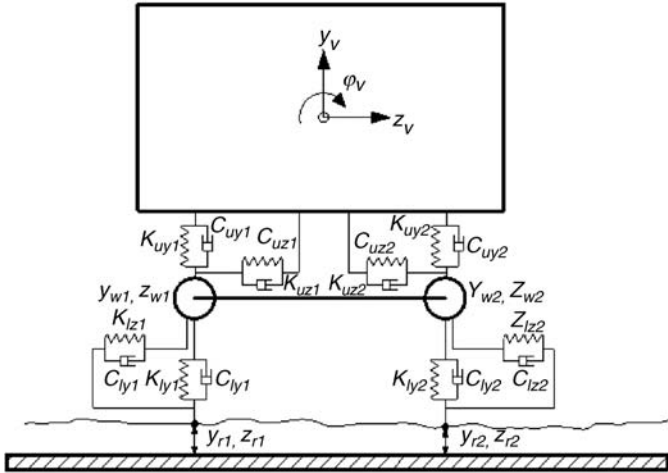 y_v
φ_v
z_v
K_uy1 C_uy1 C_uz1 C_uz2 K_uy2 C_uy2
K_uz1 K_uz2
y_w1, z_w1 Y_w2, Z_w2
K_lz1 Z_lz2
C_ly1 K_ly1 C_ly1 K_ly2 C_ly2 C_lz2
y_r1, z_r1 y_r2, z_r2